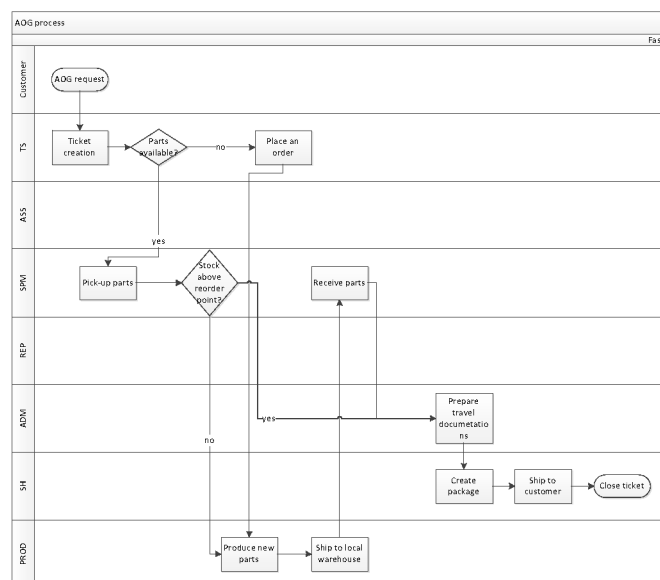 AOG process
Fas
Customer
AOG request
TS
Ticket
creation
Parts
available?
no
Place an
order
ASS
yes
SPM
Pick-up parts
Stock
above
reorder
point?
Receive parts
REP
ADM
Prepare
travel
documetatio
ns
yes
no
SH
Create
package
Ship to
customer
Close ticket
PROD
Produce new
parts
Ship to local
warehouse